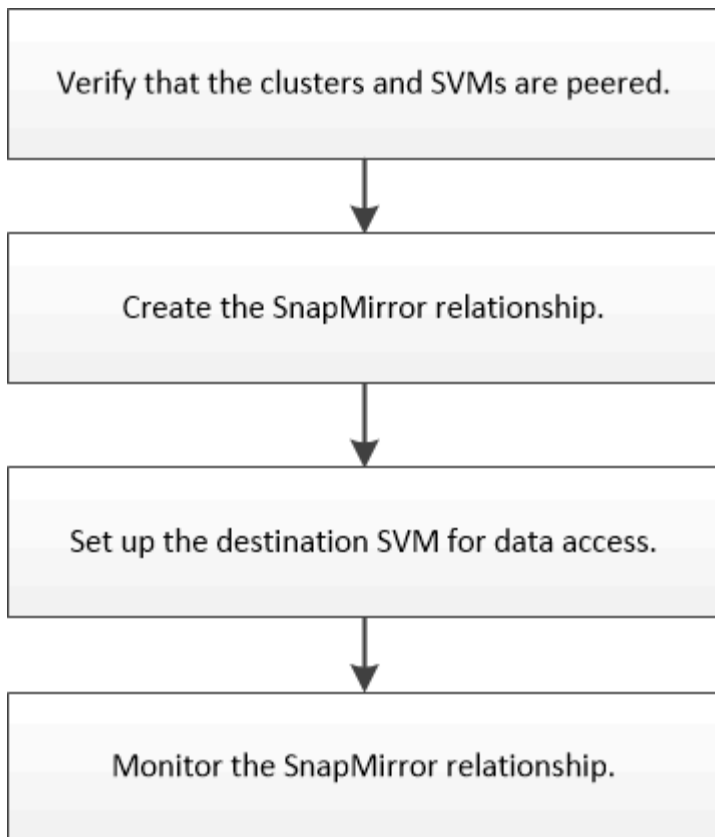 Verify that the clusters and SVMs are peered.
Create the SnapMirror relationship.
Set up the destination SVM for data access.
Monitor the SnapMirror relationship.